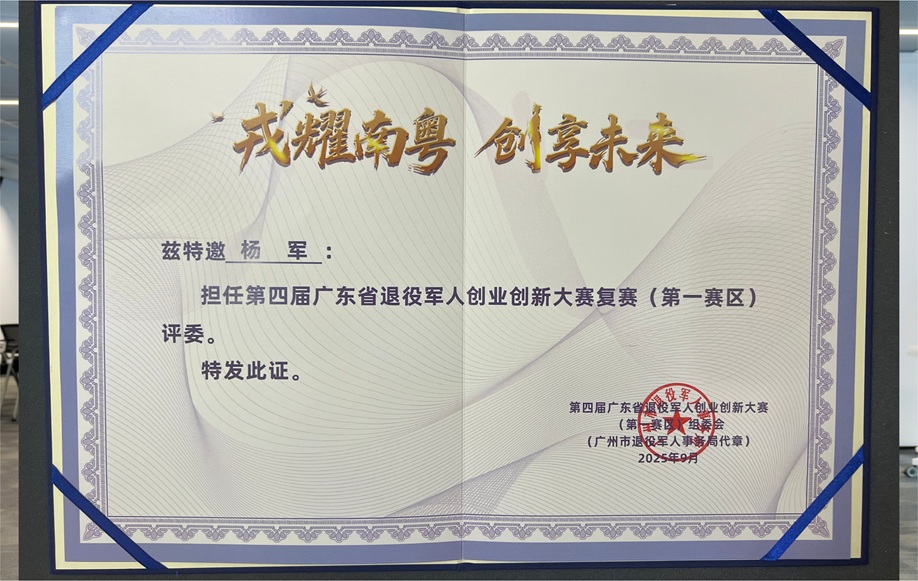 戎耀南粤 创享未来
兹特邀 杨 军 ：
担任第四届广东省退役军人创业创新大赛复赛（第一赛区）
评委。
特发此证。
第四届广东省退役军人创业创新大赛
（第一赛区）组委会
（广州市退役军人事务局代章）
2025年9月